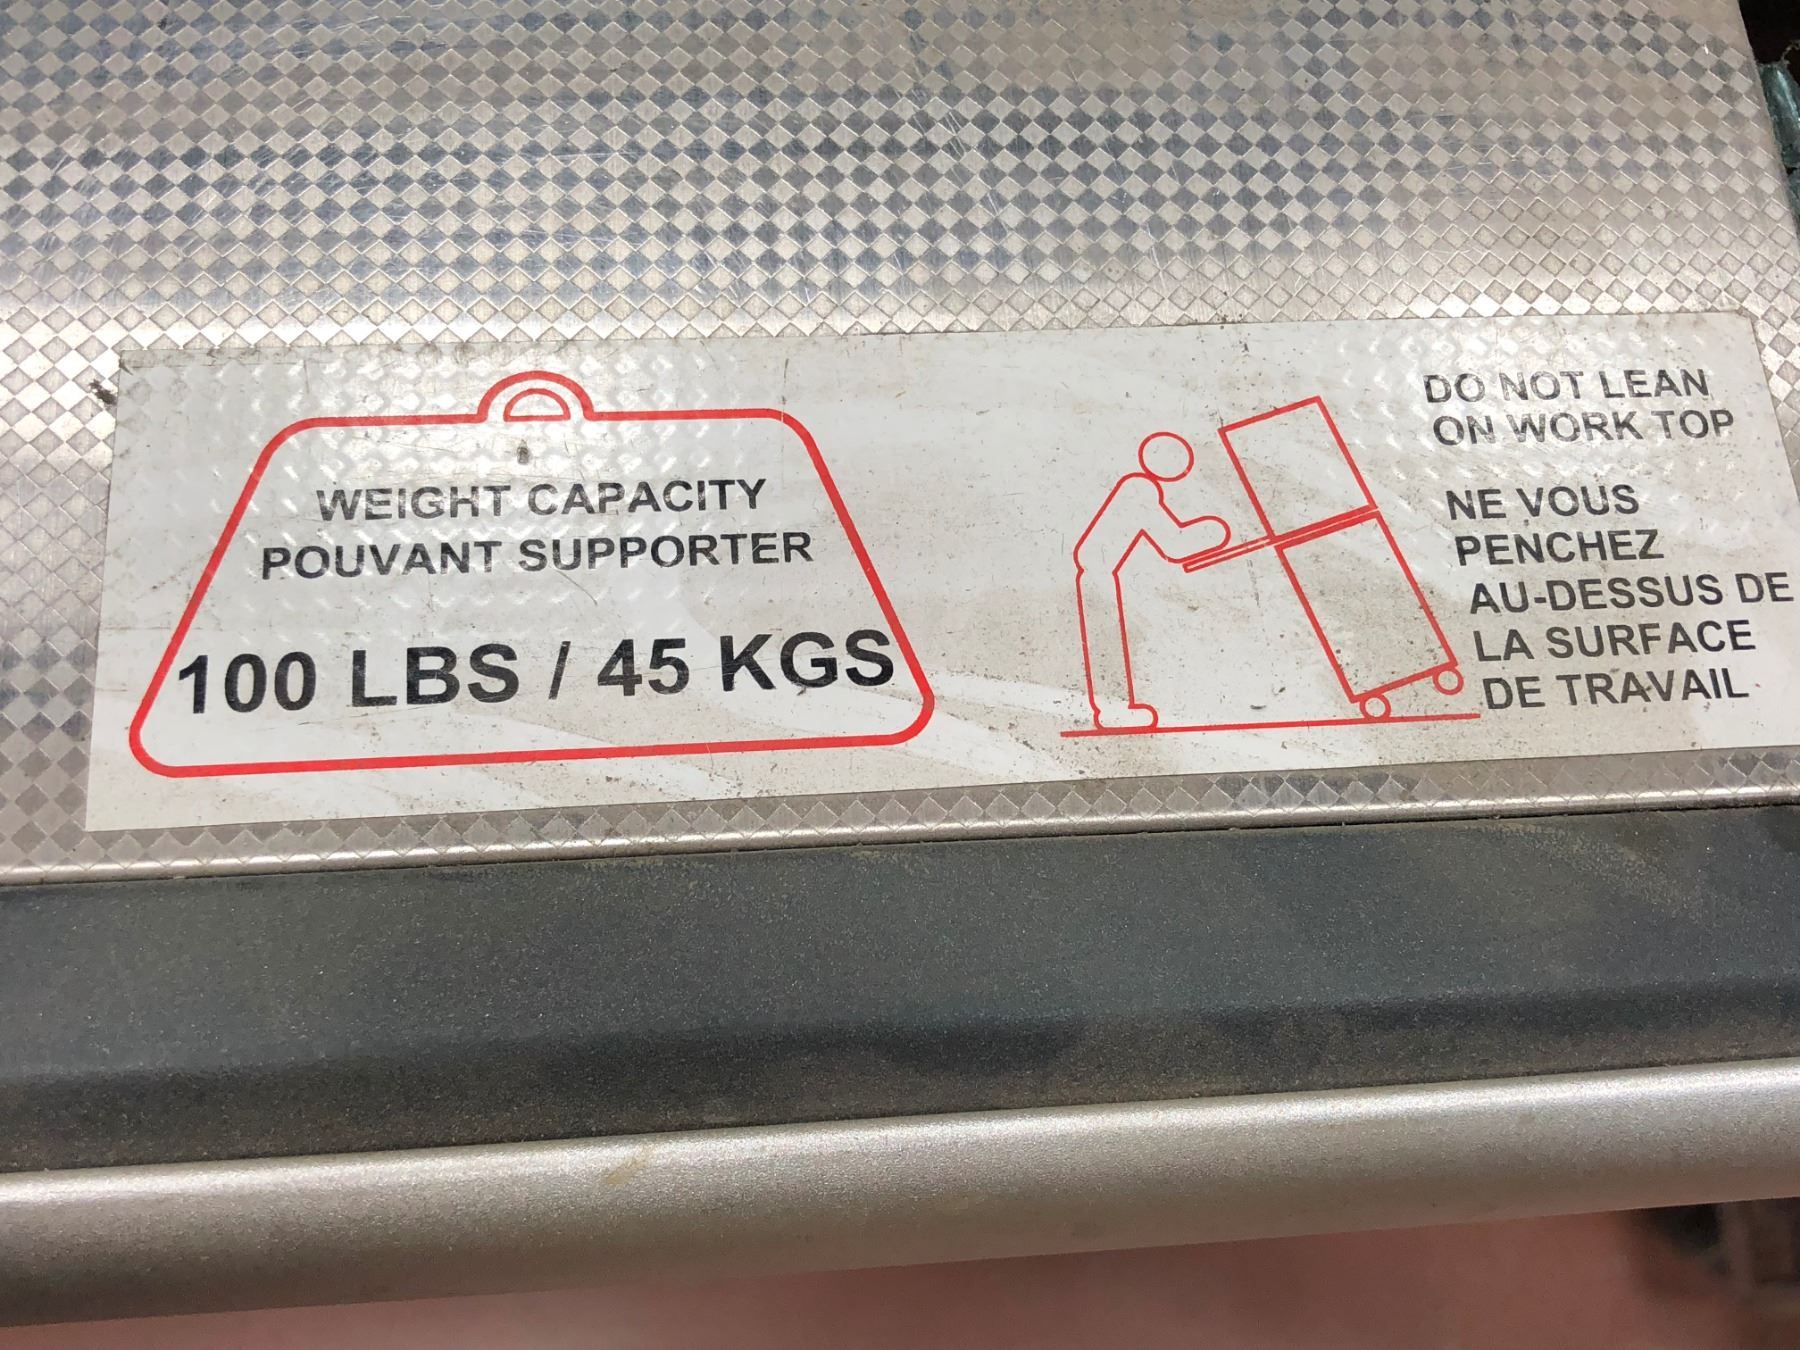 WEIGHT CAPACITY
POUVANT SUPPORTER
100 LBS / 45 KGS
DO NOT LEAN
ON WORK TOP
NE VOUS
PENCHEZ
AU-DESSUS DE
LA SURFACE
DE TRAVAIL